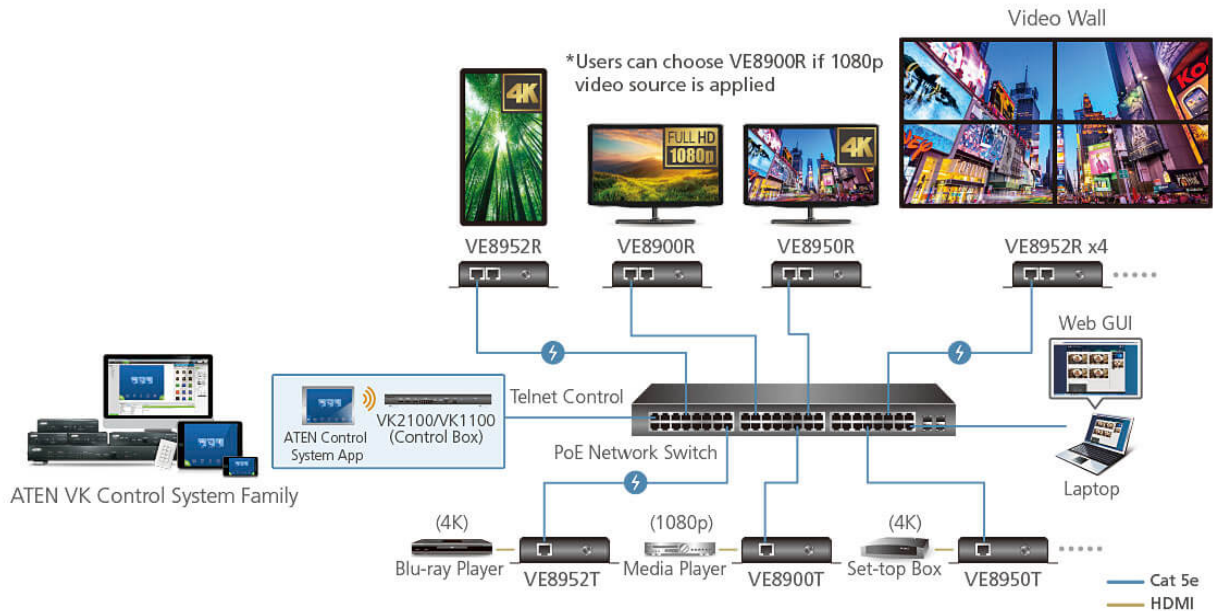 Video Wall
*Users can choose VE8900R if 1080p
video source is applied
4K
FULL HD
1080p
4K
VE8952R
VE8900R
VE8950R
VE8952R x4
Web GUI
Telnet Control
ATEN Control
System App
VK2100/VK1100
(Control Box)
PoE Network Switch
Laptop
ATEN VK Control System Family
(4K)
(1080p)
(4K)
Blu-ray Player
VE8952T
Media Player
VE8900T
Set-top Box
VE8950T
Cat 5e
HDMI